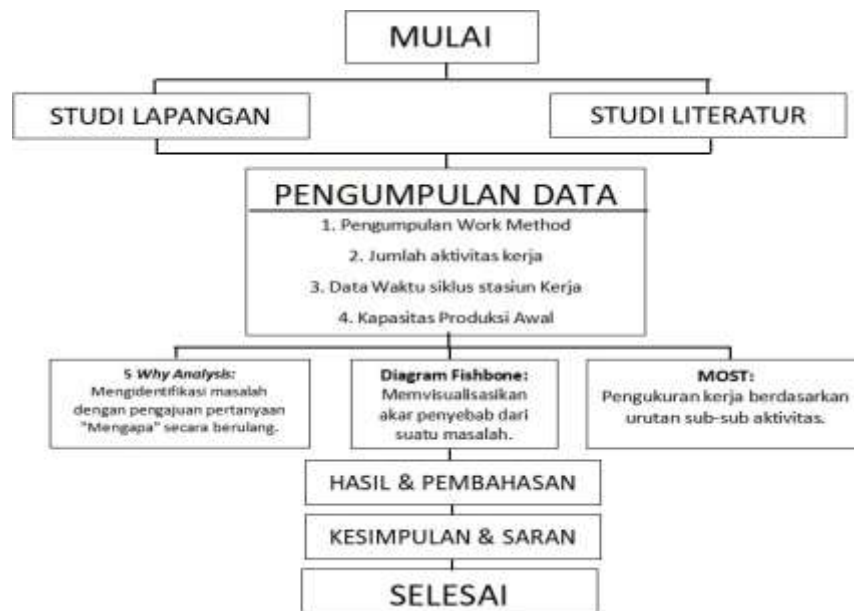 MULAI
STUDI LAPANGAN
STUDI LITERATUR
PENGUMPULAN DATA
1. Pengumpulan Work Method
2. Jumlah aktivitas kerja
3. Data Waktu siklus stasiun Kerja
4. Kapasitas Produksi Awal
5 Why Analysis:
Mengidentifikasi masalah
dengan pengajuan pertanyaan
"Mengapa" secara berulang.
Diagram Fishbone:
Memvisualisasikan
akar penyebab dari
suatu masalah.
MOST:
Pengukuran kerja berdasarkan
urutan sub-sub aktivitas.
HASIL & PEMBAHASAN
KESIMPULAN & SARAN
SELESAI